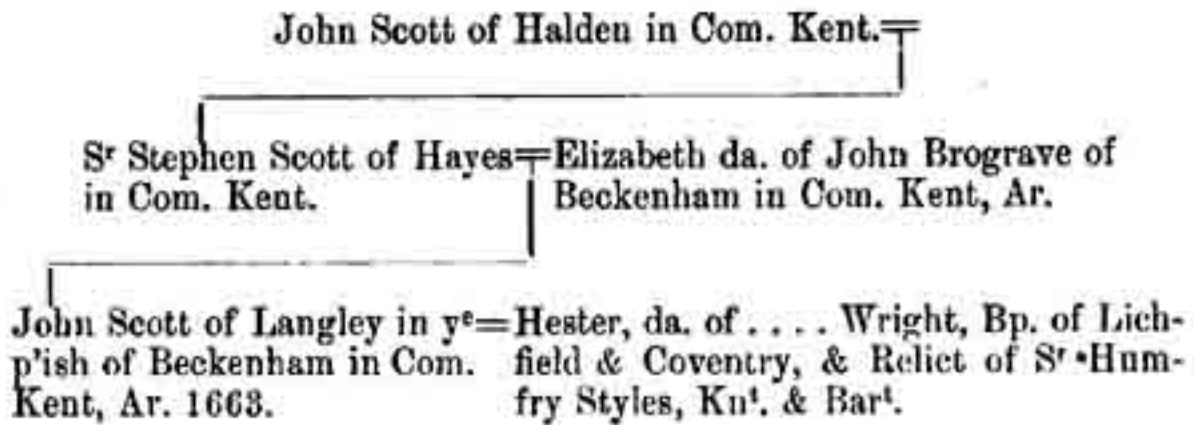 John Scott of Halden in Com. Kent.
Sʳ Stephen Scott of Hayes=Elizabeth da. of John Brograve of
in Com. Kent. Beckenham in Com. Kent, Ar.
John Scott of Langley in yᵉ=Hester, da. of . . . . Wright, Bp. of Lich-
p'ish of Beckenham in Com. field & Coventry, & Relict of Sʳ Hum-
Kent, Ar. 1663. fry Styles, Knᵗ. & Barᵗ.